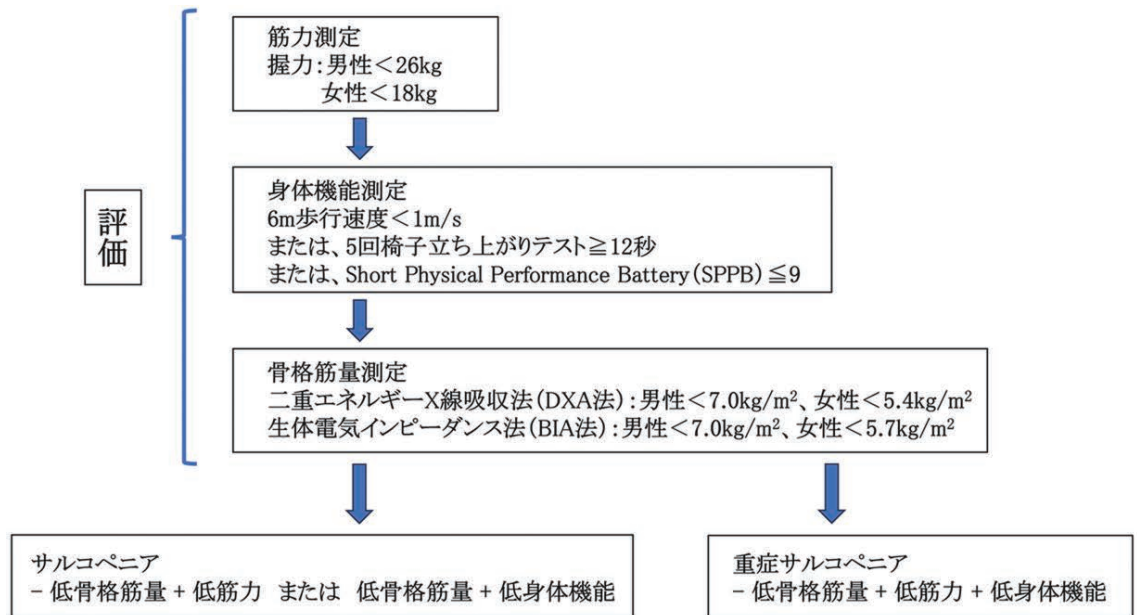 筋力測定
握力：男性＜26kg
女性＜18kg
評価
身体機能測定
6m歩行速度＜1m/s
または、5回椅子立ち上がりテスト≧12秒
または、Short Physical Performance Battery（SPPB）≦9
骨格筋量測定
二重エネルギーX線吸収法（DXA法）：男性＜7.0kg/m²、女性＜5.4kg/m²
生体電気インピーダンス法（BIA法）：男性＜7.0kg/m²、女性＜5.7kg/m²
サルコペニア
－低骨格筋量＋低筋力　または　低骨格筋量＋低身体機能
重症サルコペニア
－低骨格筋量＋低筋力＋低身体機能